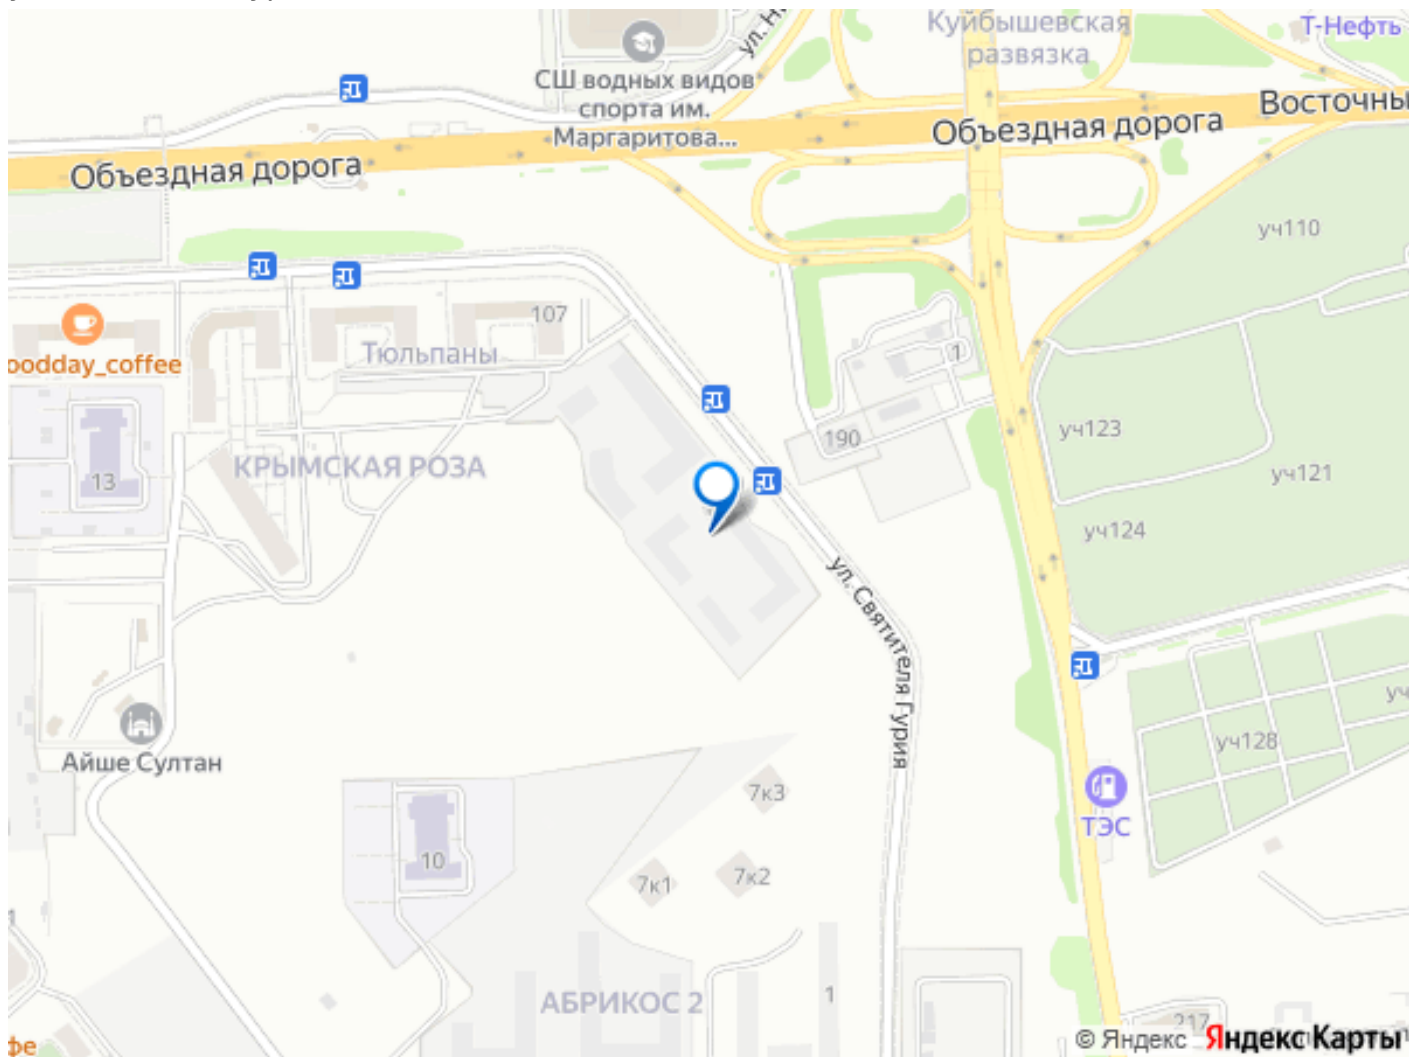 Куйбышевская
развязка
Т-Нефть
СШ водных видов
спорта им.
Маргаритова...
Восточны
Объездная дорога
Объездная дорога
уч110
107
Тюльпаны
oodday_coffee
1
190
уч123
КРЫМСКАЯ РОЗА
13
уч121
уч124
ул. Святителя Гурия
уч128
Айше Султан
7к3
ТЭС
10
7к1
7к2
АБРИКОС 2
1
217
фе
© Яндекс Яндекс Карты